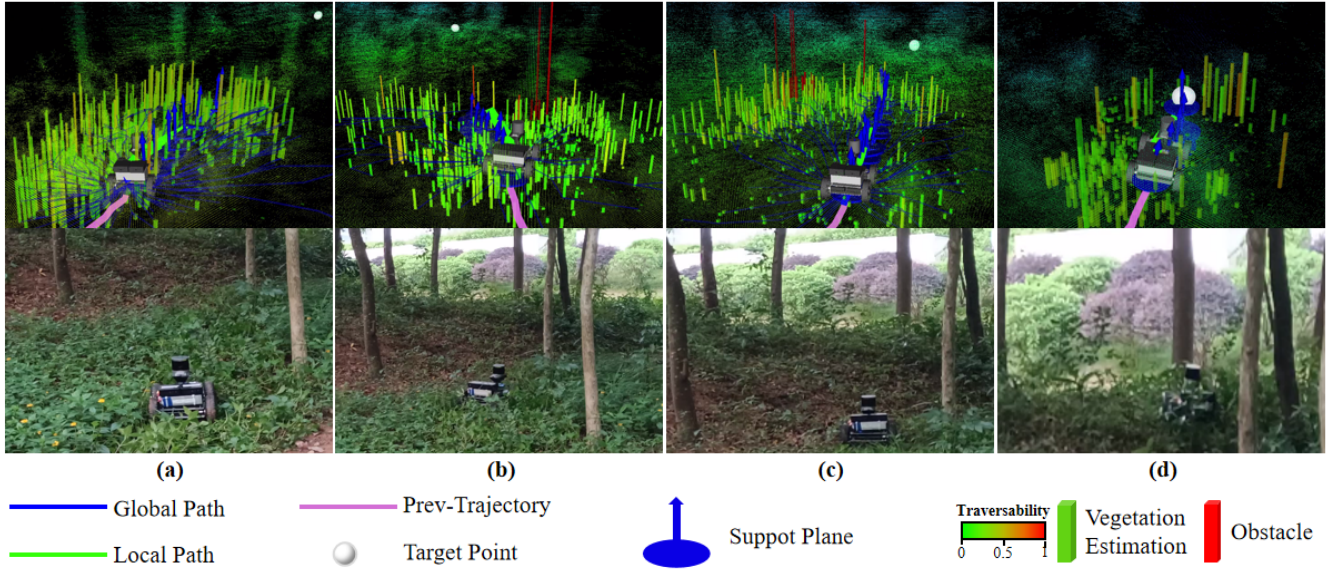 (a)
(b)
(c)
(d)
Global Path
Prev-Trajectory
Suppot Plane
Traversability
0
0.5
1
Vegetation
Estimation
Obstacle
Local Path
Target Point